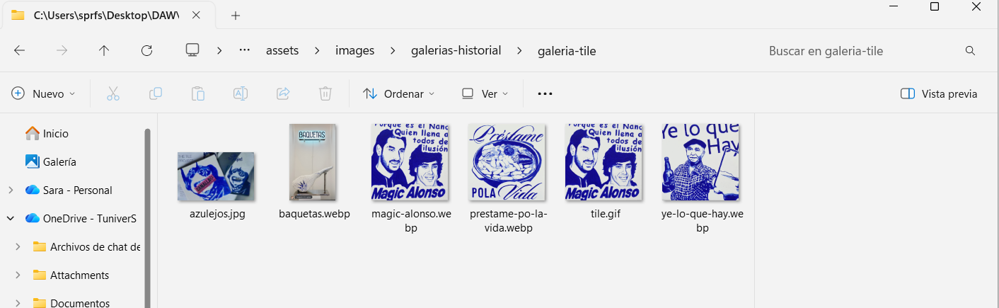 C:\Users\sprfs\Desktop\DAW\
assets
images
galerias-historial
galeria-tile
Buscar en galeria-tile
Nuevo
Ordenar
Ver
Vista previa
Inicio
Galería
Sara - Personal
OneDrive - TuniverS
Archivos de chat de
Attachments
Documentos
azulejos.jpg
BAQUETAS
baquetas.webp
Porque es el Nano
Quien llena a
todos de
ilusión
Magic Alonso
magic-alonso.we
bp
Préstame
POLA Vida
prestame-po-la-
vida.webp
Porque es el Nano
Quien llena a
todos de
ilusión
Magic Alonso
tile.gif
Ye lo que
Hay
ye-lo-que-hay.we
bp